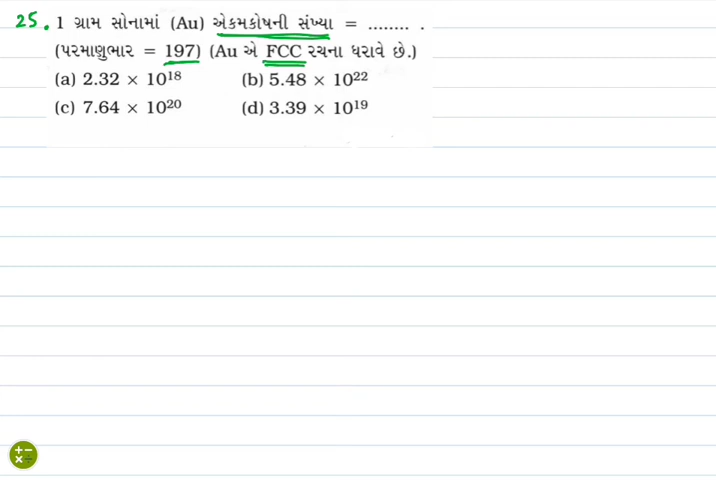 25. 1 ગ્રામ સોનામાં (Au) એકમકોષની સંખ્યા = ........ .
(પરમાણુભાર = 197) (Au એ FCC રચના ધરાવે છે.)
(a) 2.32 × 10¹⁸ (b) 5.48 × 10²²
(c) 7.64 × 10²⁰ (d) 3.39 × 10¹⁹